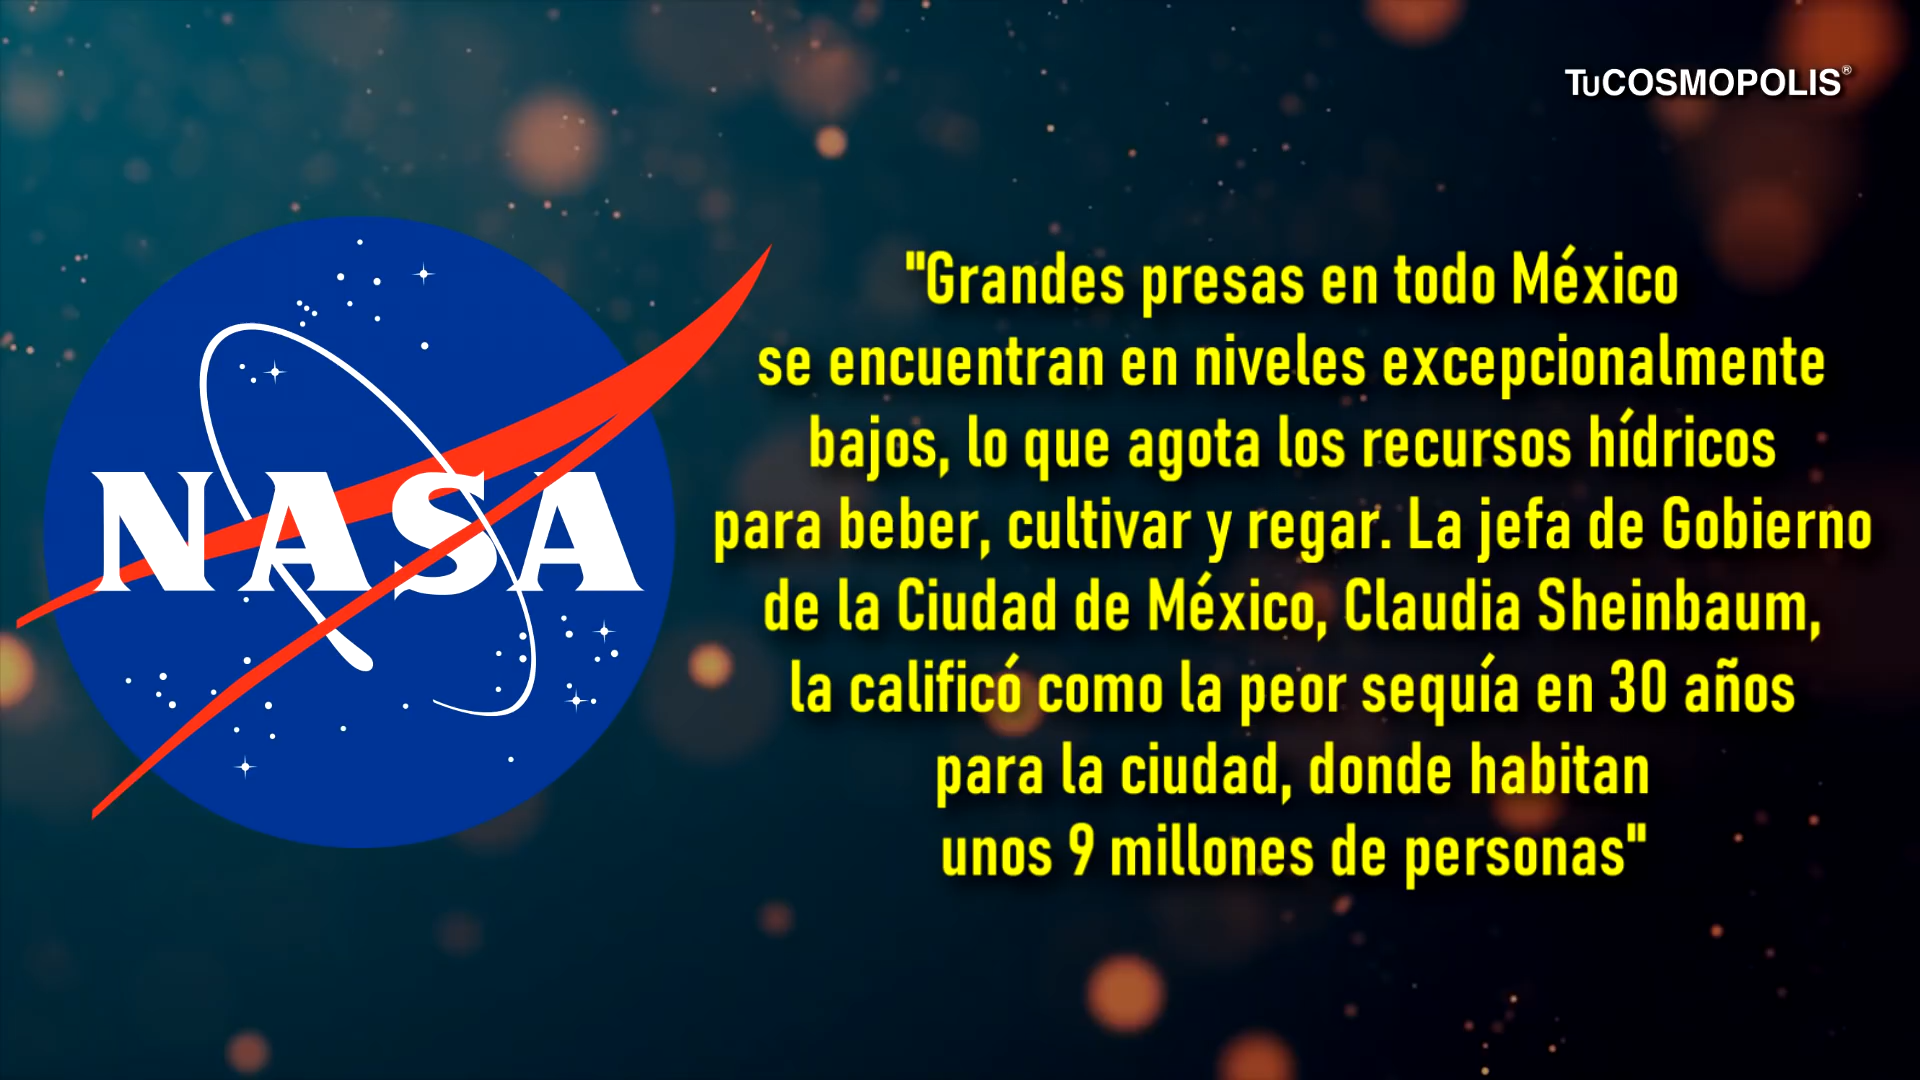 TuCOSMOPOLIS®
NASA
"Grandes presas en todo México
se encuentran en niveles excepcionalmente
bajos, lo que agota los recursos hídricos
para beber, cultivar y regar. La jefa de Gobierno
de la Ciudad de México, Claudia Sheinbaum,
la calificó como la peor sequía en 30 años
para la ciudad, donde habitan
unos 9 millones de personas"